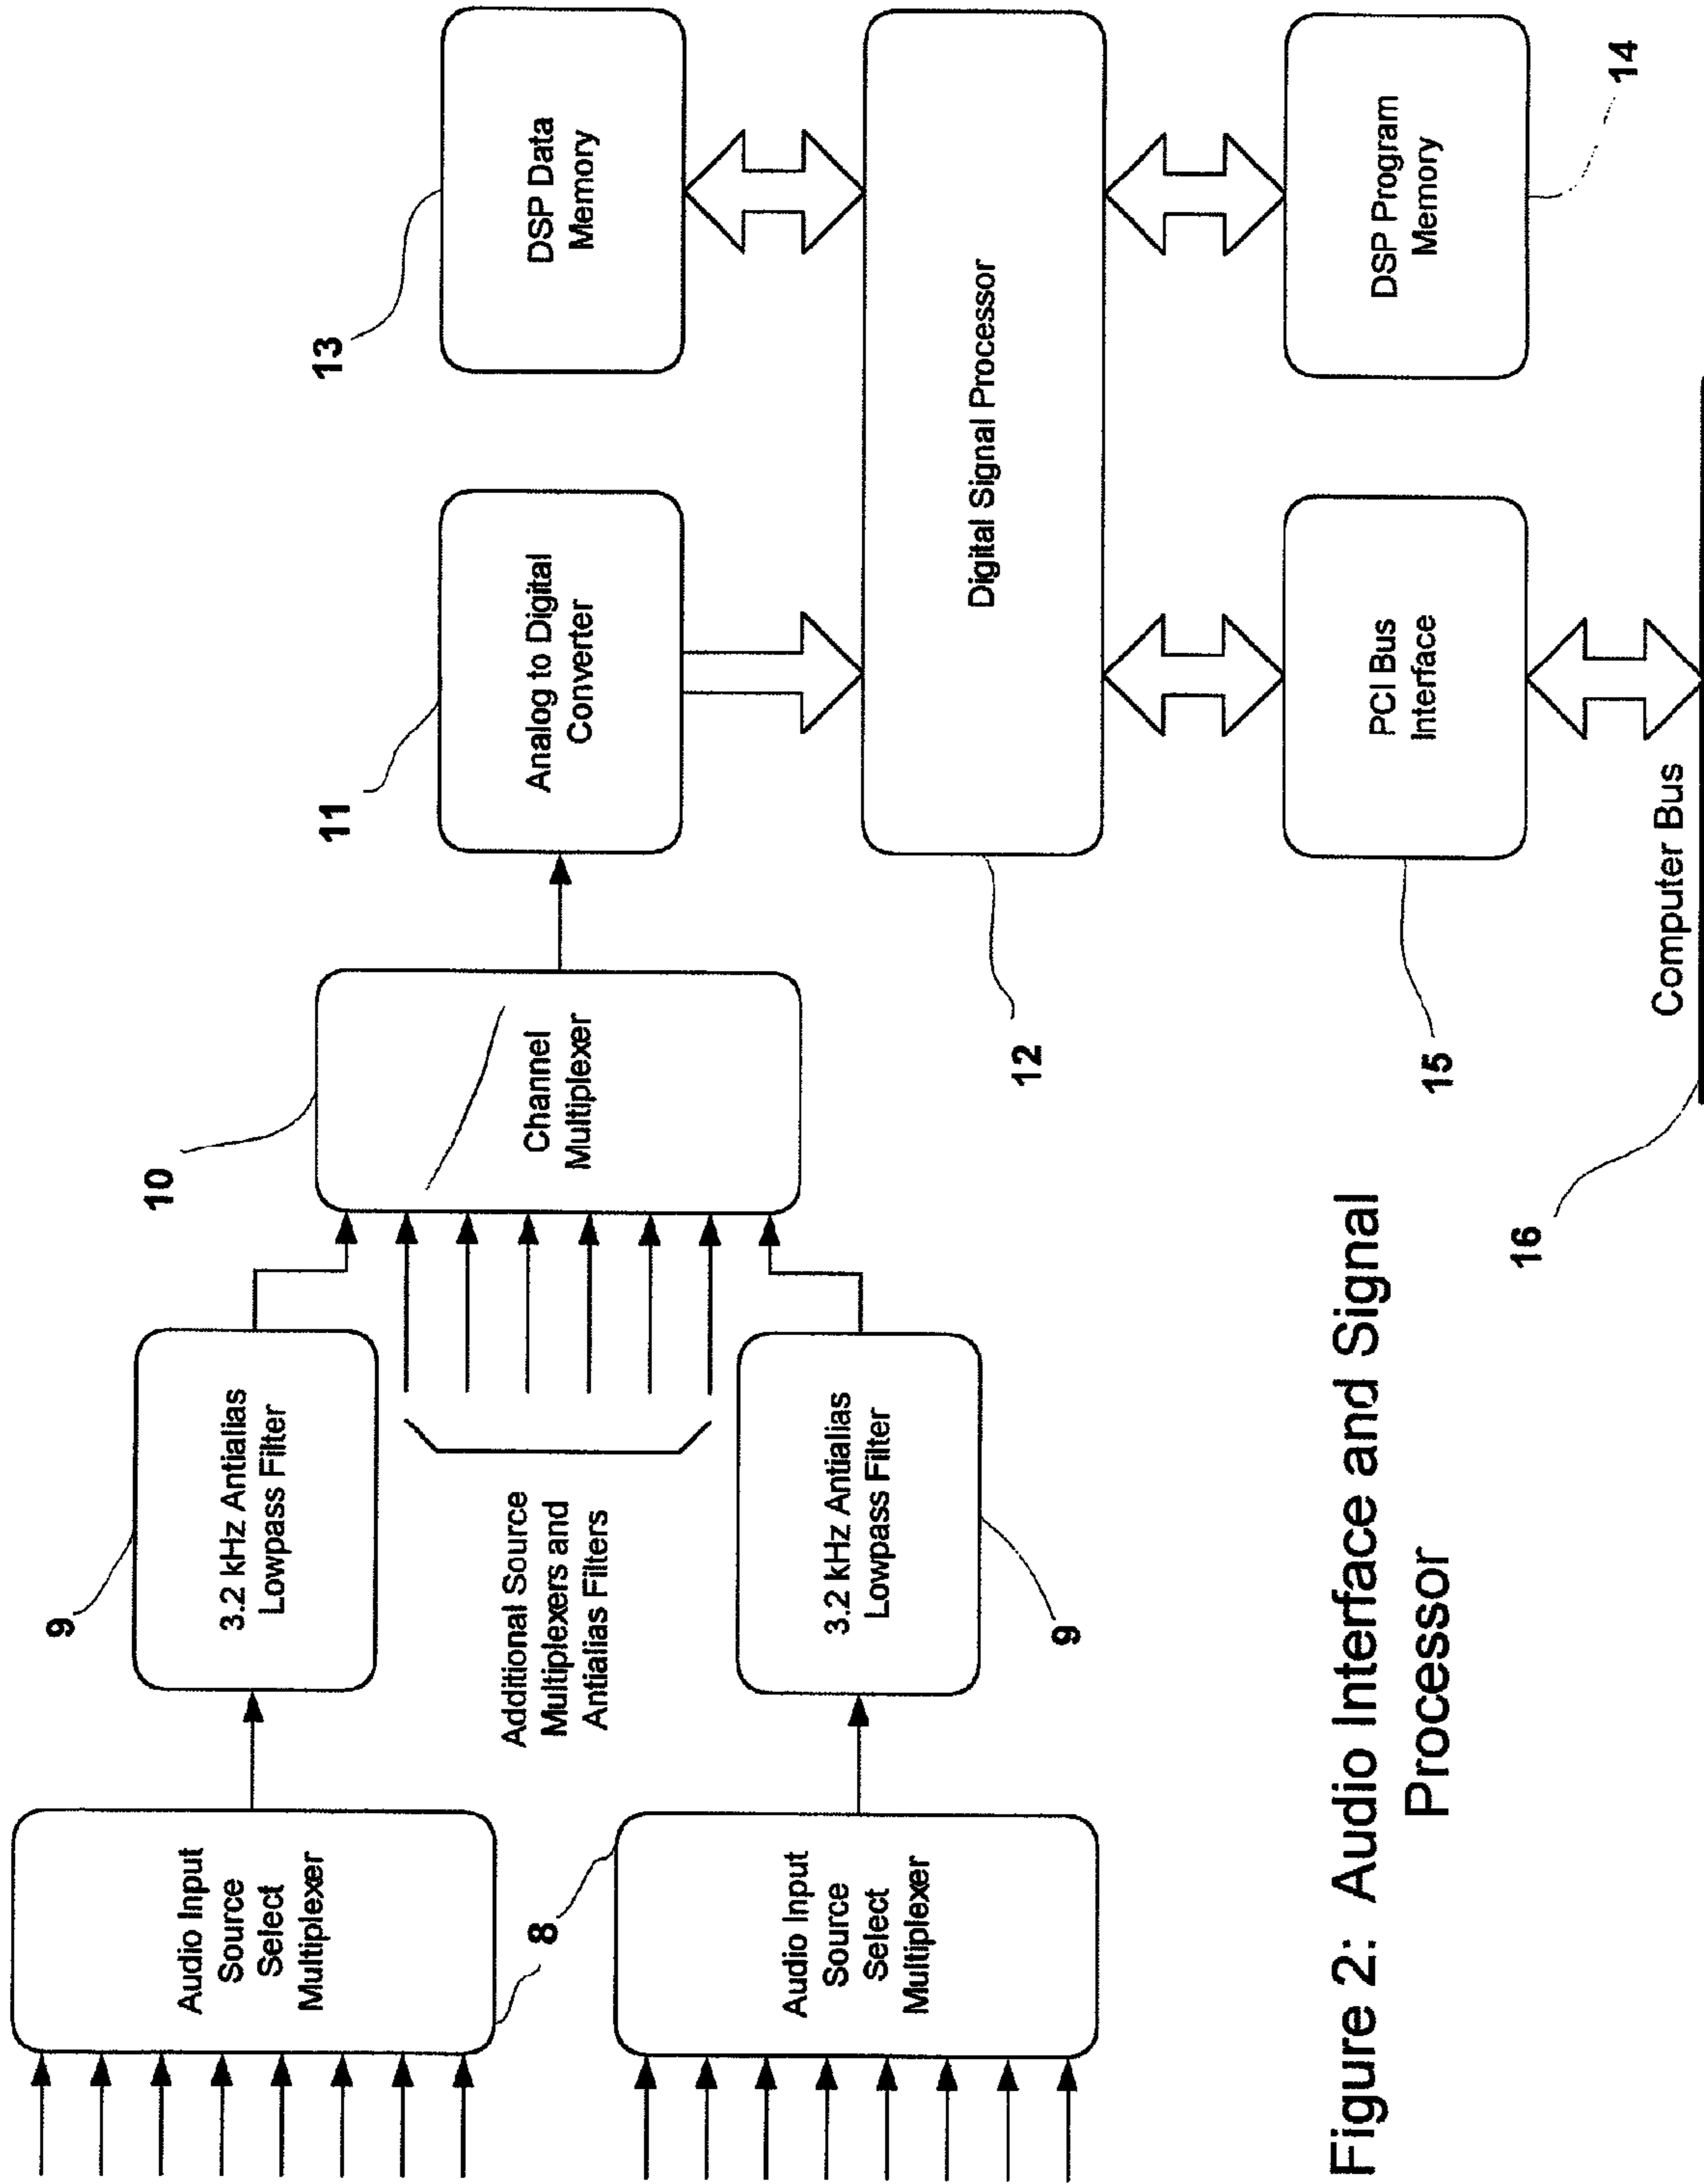 8
Audio Input
Source
Select
Multiplexer
Audio Input
Source
Select
Multiplexer
9
3.2 kHz Antialias
Lowpass Filter
Additional Source
Multiplexers and
Antialias Filters
3.2 kHz Antialias
Lowpass Filter
9
10
Channel
Multiplexer
11
Analog to Digital
Converter
13
DSP Data
Memory
12
Digital Signal Processor
15
PCI Bus
Interface
DSP Program
Memory
14
16
Computer Bus
Figure 2: Audio Interface and Signal
Processor